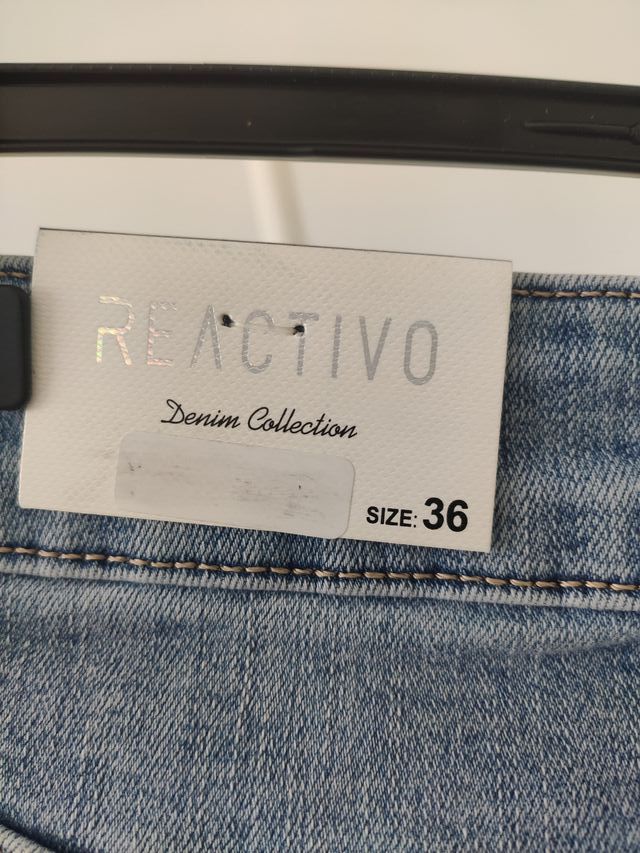 REACTIVO
Denim Collection
SIZE: 36